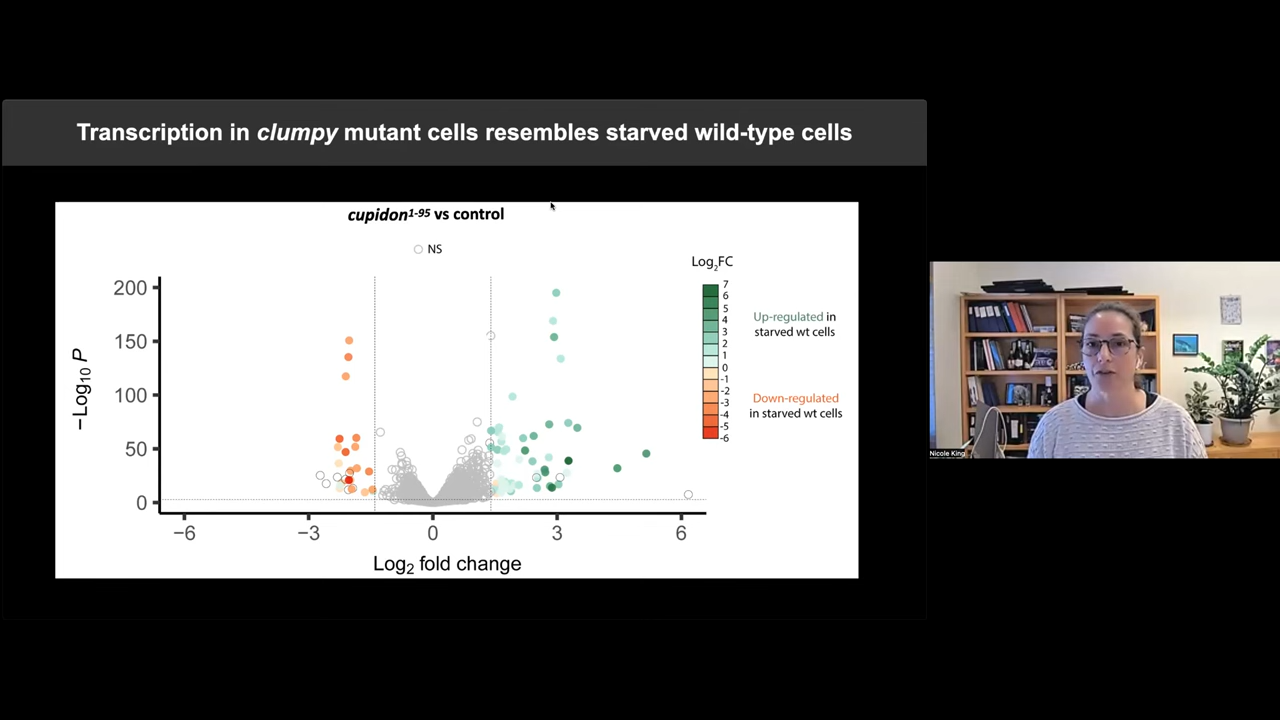 Transcription in clumpy mutant cells resembles starved wild-type cells
cupidon1-95 vs control
NS
Log2FC
7
6
5
4
3
2
1
0
-1
-2
-3
-4
-5
-6
Up-regulated in
starved wt cells
Down-regulated
in starved wt cells
−Log10 P
200
150
100
50
0
−6
−3
0
3
6
Log2 fold change
Nicole King